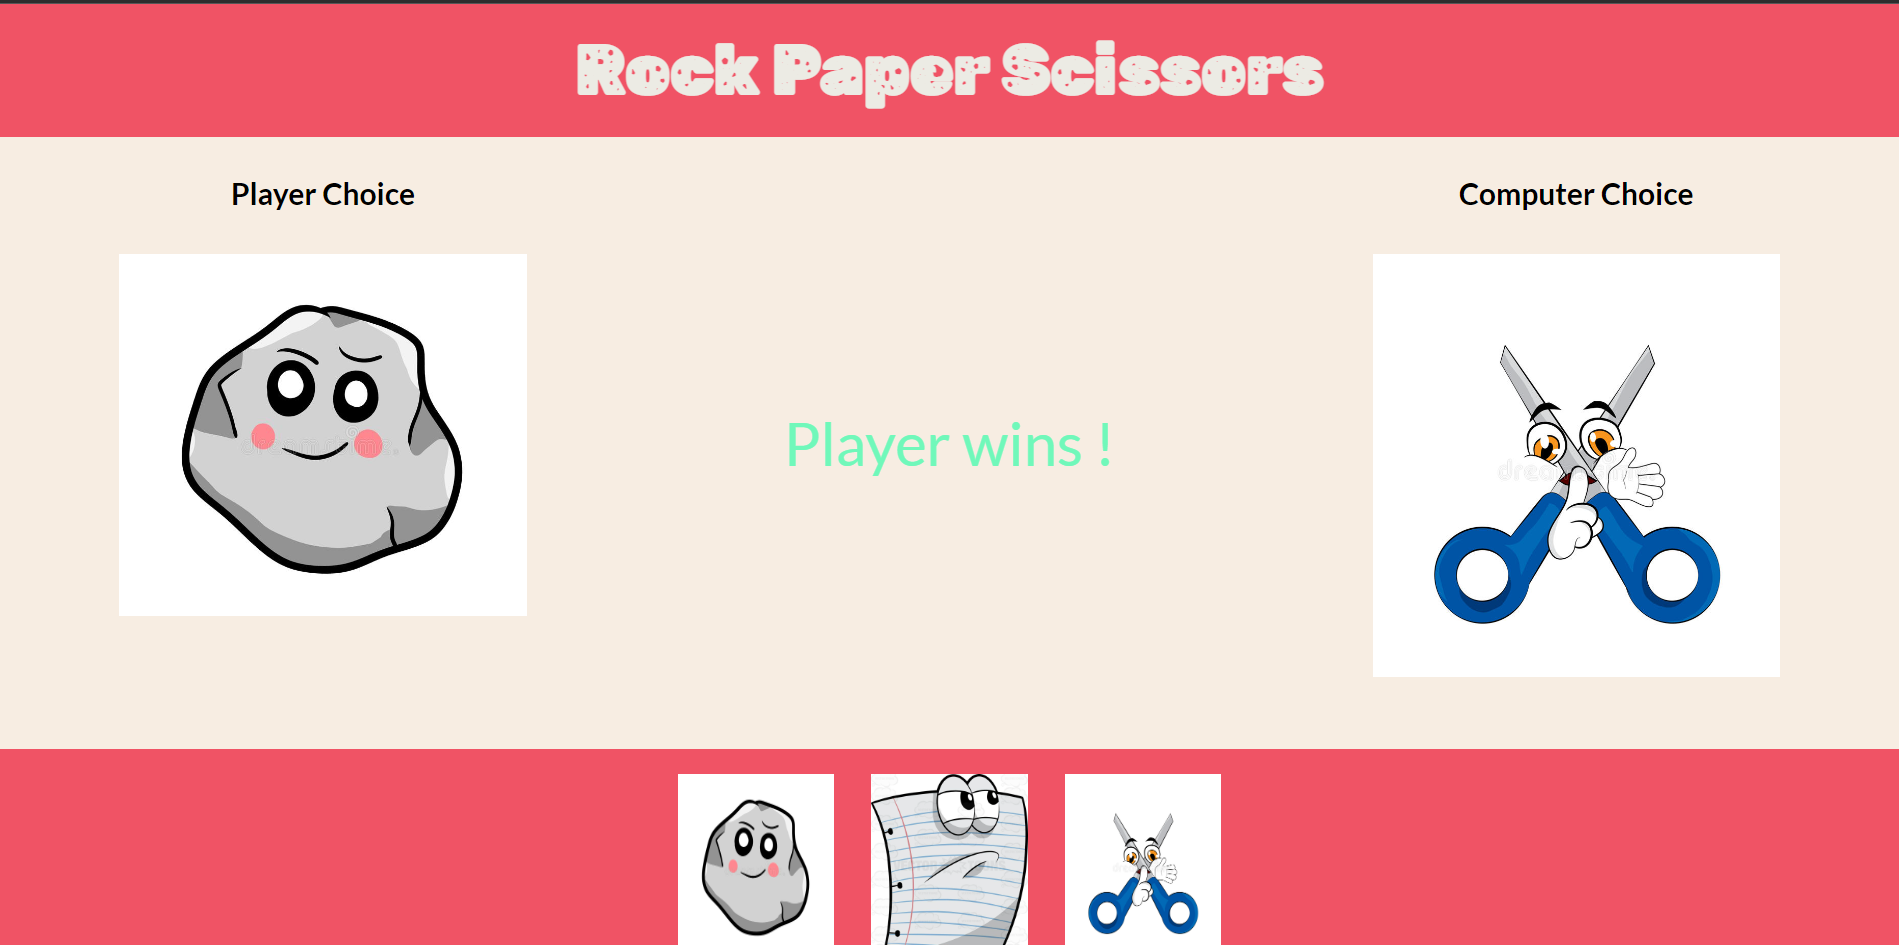 Rock Paper Scissors
Player Choice
Computer Choice
Player wins !